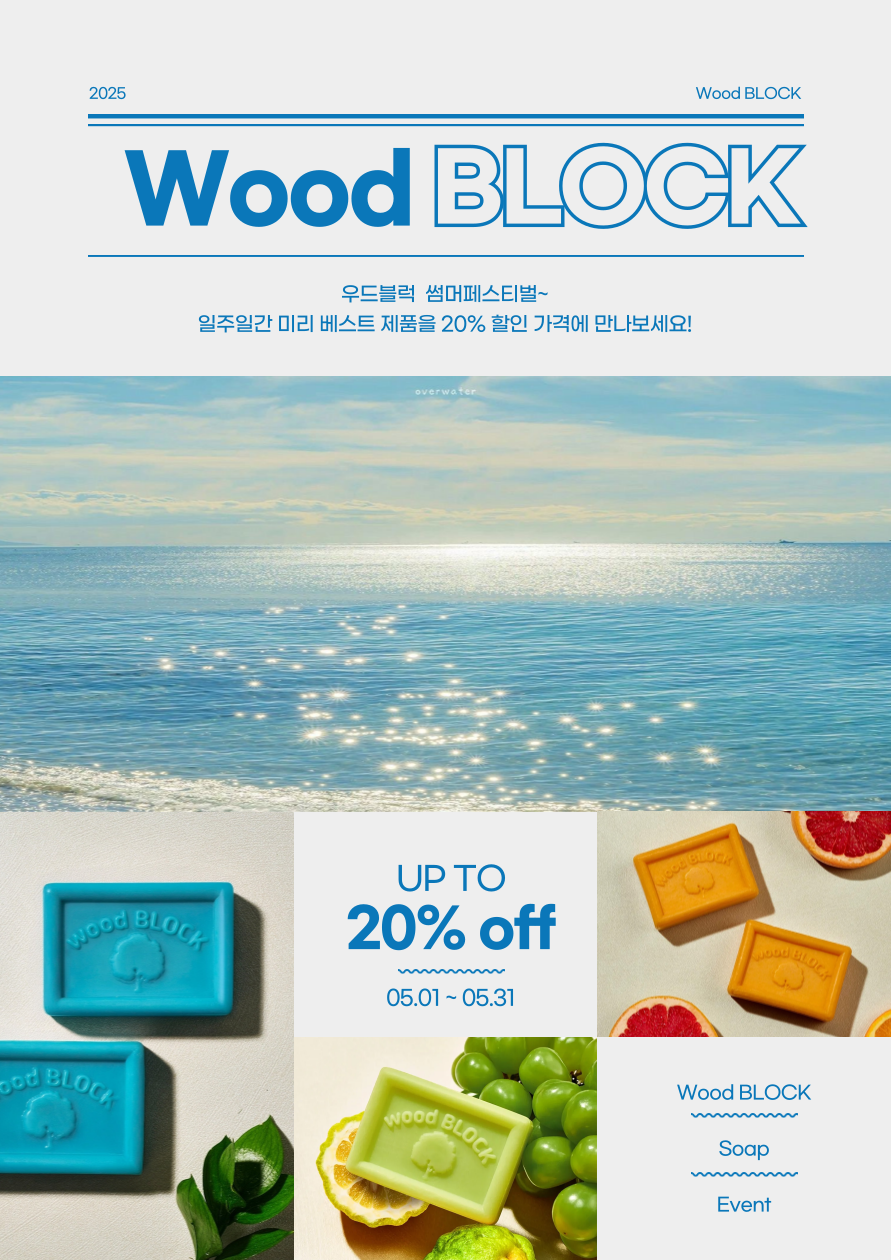 2025
Wood BLOCK
Wood BLOCK
우드블럭 썸머페스티벌~
일주일간 미리 베스트 제품을 20% 할인 가격에 만나보세요!
overwater
wood BLOCK
wood BLOCK
UP TO
20% off
05.01 ~ 05.31
wood BLOCK
wood BLOCK
wood BLOCK
Wood BLOCK
Soap
Event